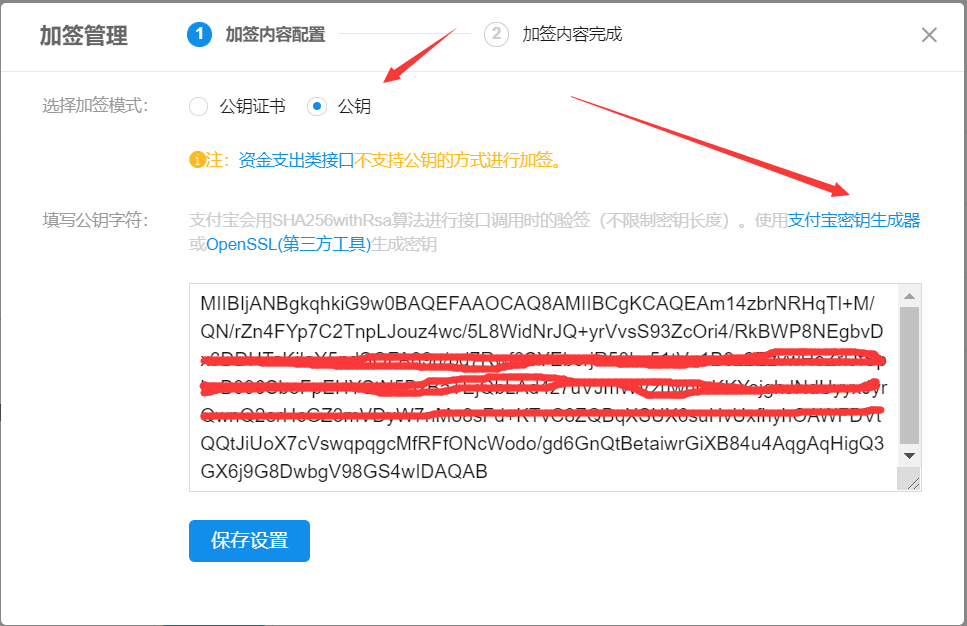 加签管理
1 加签内容配置
2 加签内容完成
选择加签模式:
公钥证书 公钥
注：资金支出类接口不支持公钥的方式进行加签。
填写公钥字符:
支付宝会用SHA256withRsa算法进行接口调用时的验签（不限制密钥长度）。使用支付宝密钥生成器
或OpenSSL(第三方工具)生成密钥
MIIBIjANBgkqhkiG9w0BAQEFAAOCAQ8AMIIBCgKCAQEAm14zbrNRHqTl+M/
QN/rZn4FYp7C2TnpLJouz4wc/5L8WidNrJQ+yrVvsS93ZcOri4/RkBWP8NEgbvD
QQtJiUoX7cVswqpqgcMfRFfONcWodo/gd6GnQtBetaiwrGiXB84u4AqgAqHigQ3
GX6j9G8DwbgV98GS4wIDAQAB
保存设置